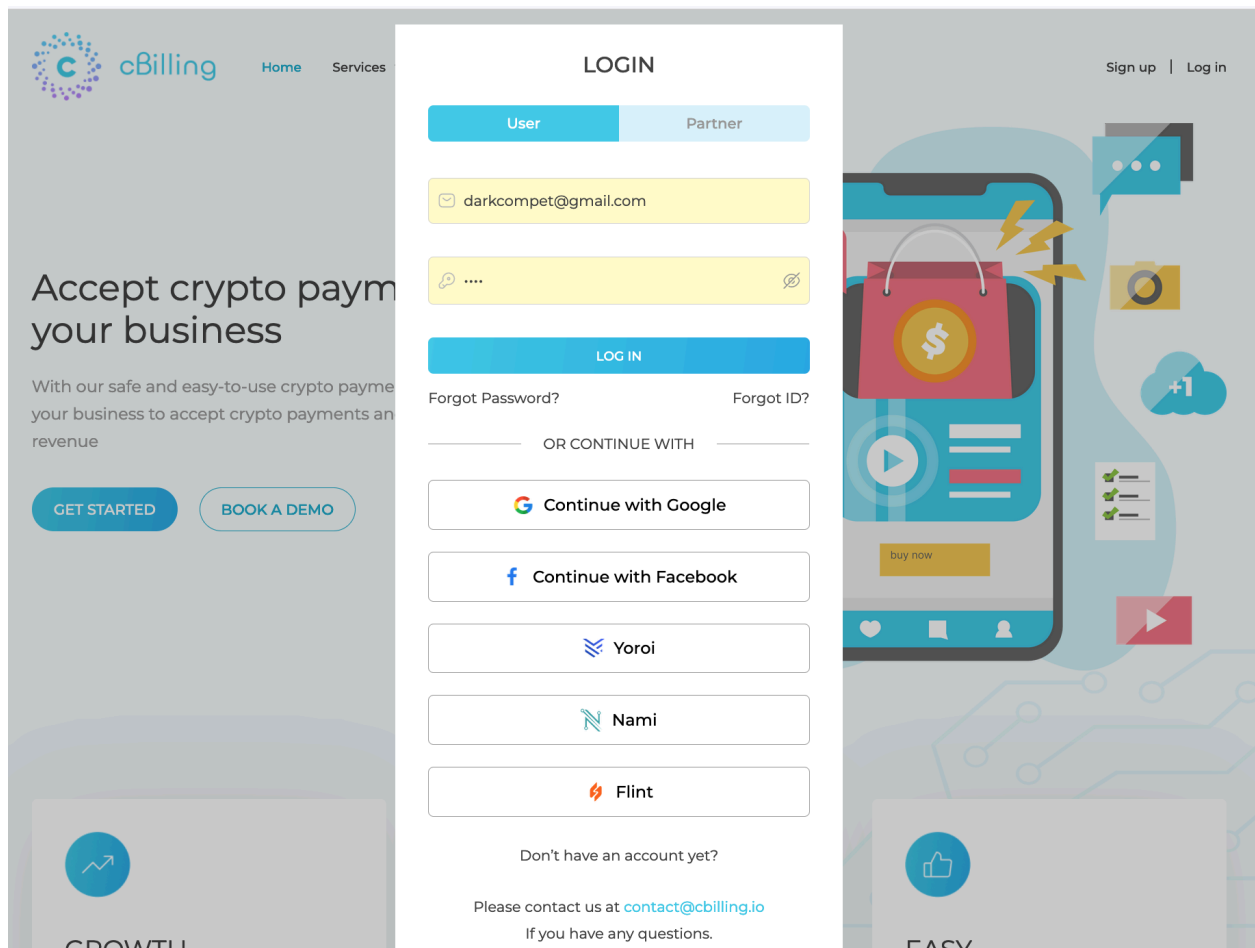 C cBilling
Home Services
Sign up | Log in
LOGIN
User Partner
darkcompet@gmail.com
••••
LOG IN
Forgot Password? Forgot ID?
OR CONTINUE WITH
Continue with Google
Continue with Facebook
Yoroi
Nami
Flint
Don't have an account yet?
Please contact us at contact@cbilling.io
If you have any questions.
Accept crypto paym
your business
With our safe and easy-to-use crypto payme
your business to accept crypto payments an
revenue
GET STARTED BOOK A DEMO
$
+1
buy now
GROWTH
EASY